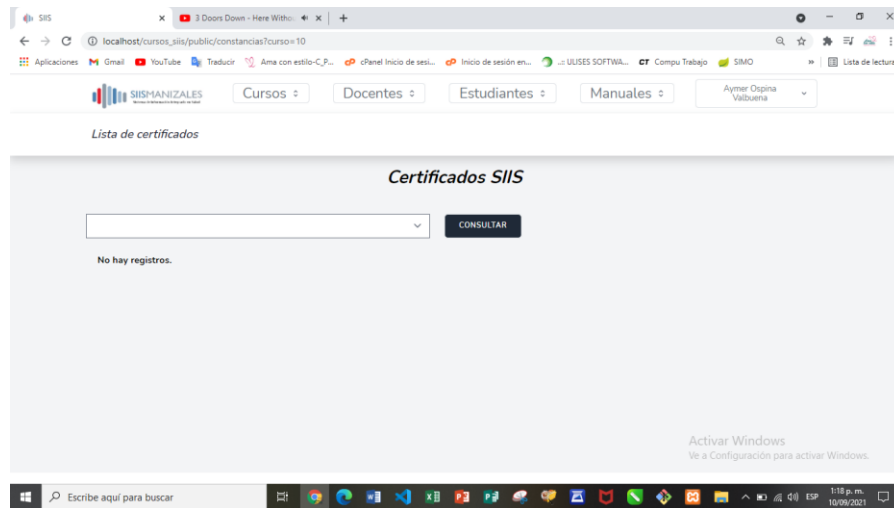 SIIS
3 Doors Down - Here Withou
localhost/cursos_siis/public/constancias?curso=10
Aplicaciones Gmail YouTube Traducir Ama con estilo-C_P... cPanel Inicio de sesi... Inicio de sesión en... ..:: ULISES SOFTWA... CT Compu Trabajo SIMO » Lista de lectura
SIISMANIZALES Cursos Docentes Estudiantes Manuales Aymer Ospina
Valbuena
Lista de certificados
Certificados SIIS
CONSULTAR
No hay registros.
Activar Windows
Ve a Configuración para activar Windows.
Escribe aquí para buscar
ESP
1:18 p. m.
10/09/2021